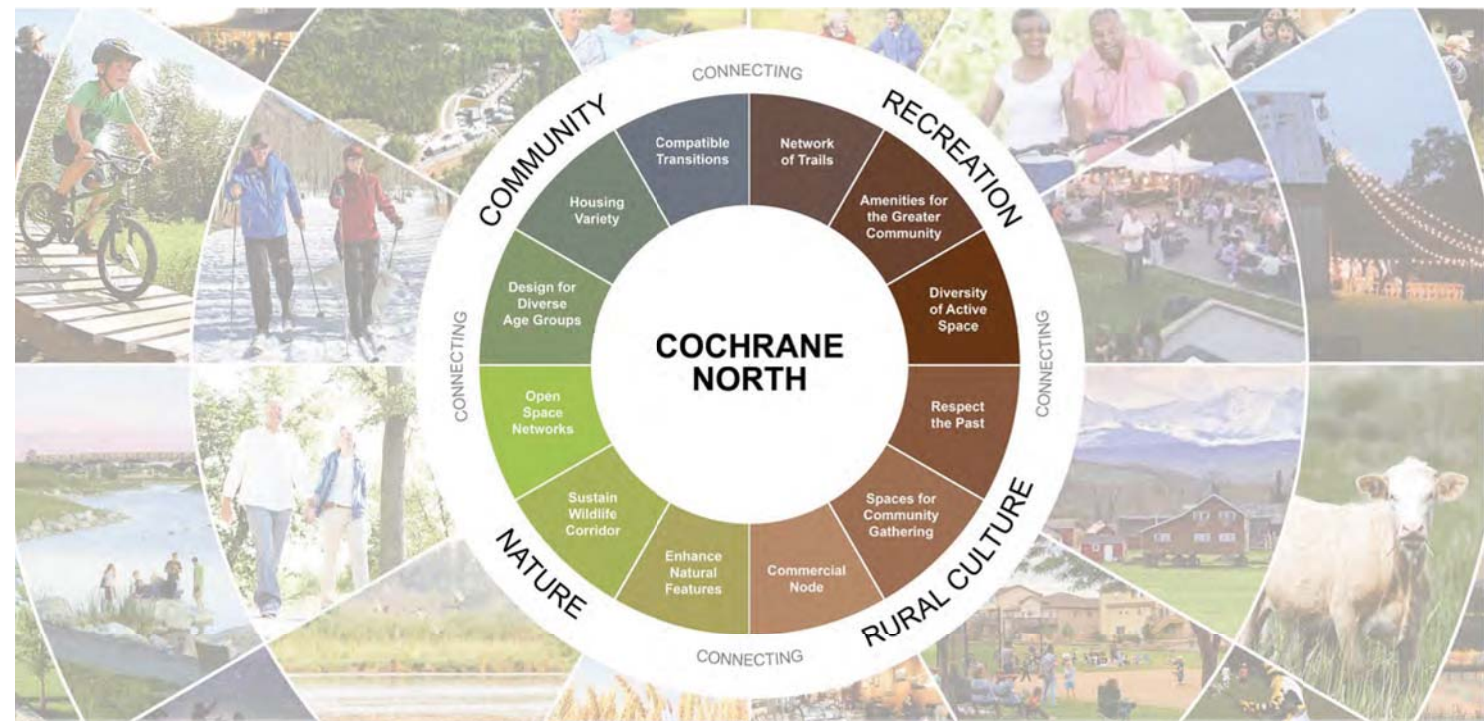 CONNECTING
COMMUNITY
RECREATION
Compatible
Transitions
Network
of Trails
Housing
Variety
Amenities for
the Greater
Community
Design for
Diverse
Age Groups
Diversity
of Active
Space
CONNECTING
COCHRANE
NORTH
CONNECTING
Open
Space
Networks
Respect
the Past
Sustain
Wildlife
Corridor
Spaces for
Community
Gathering
Enhance
Natural
Features
Commercial
Node
NATURE
RURAL CULTURE
CONNECTING